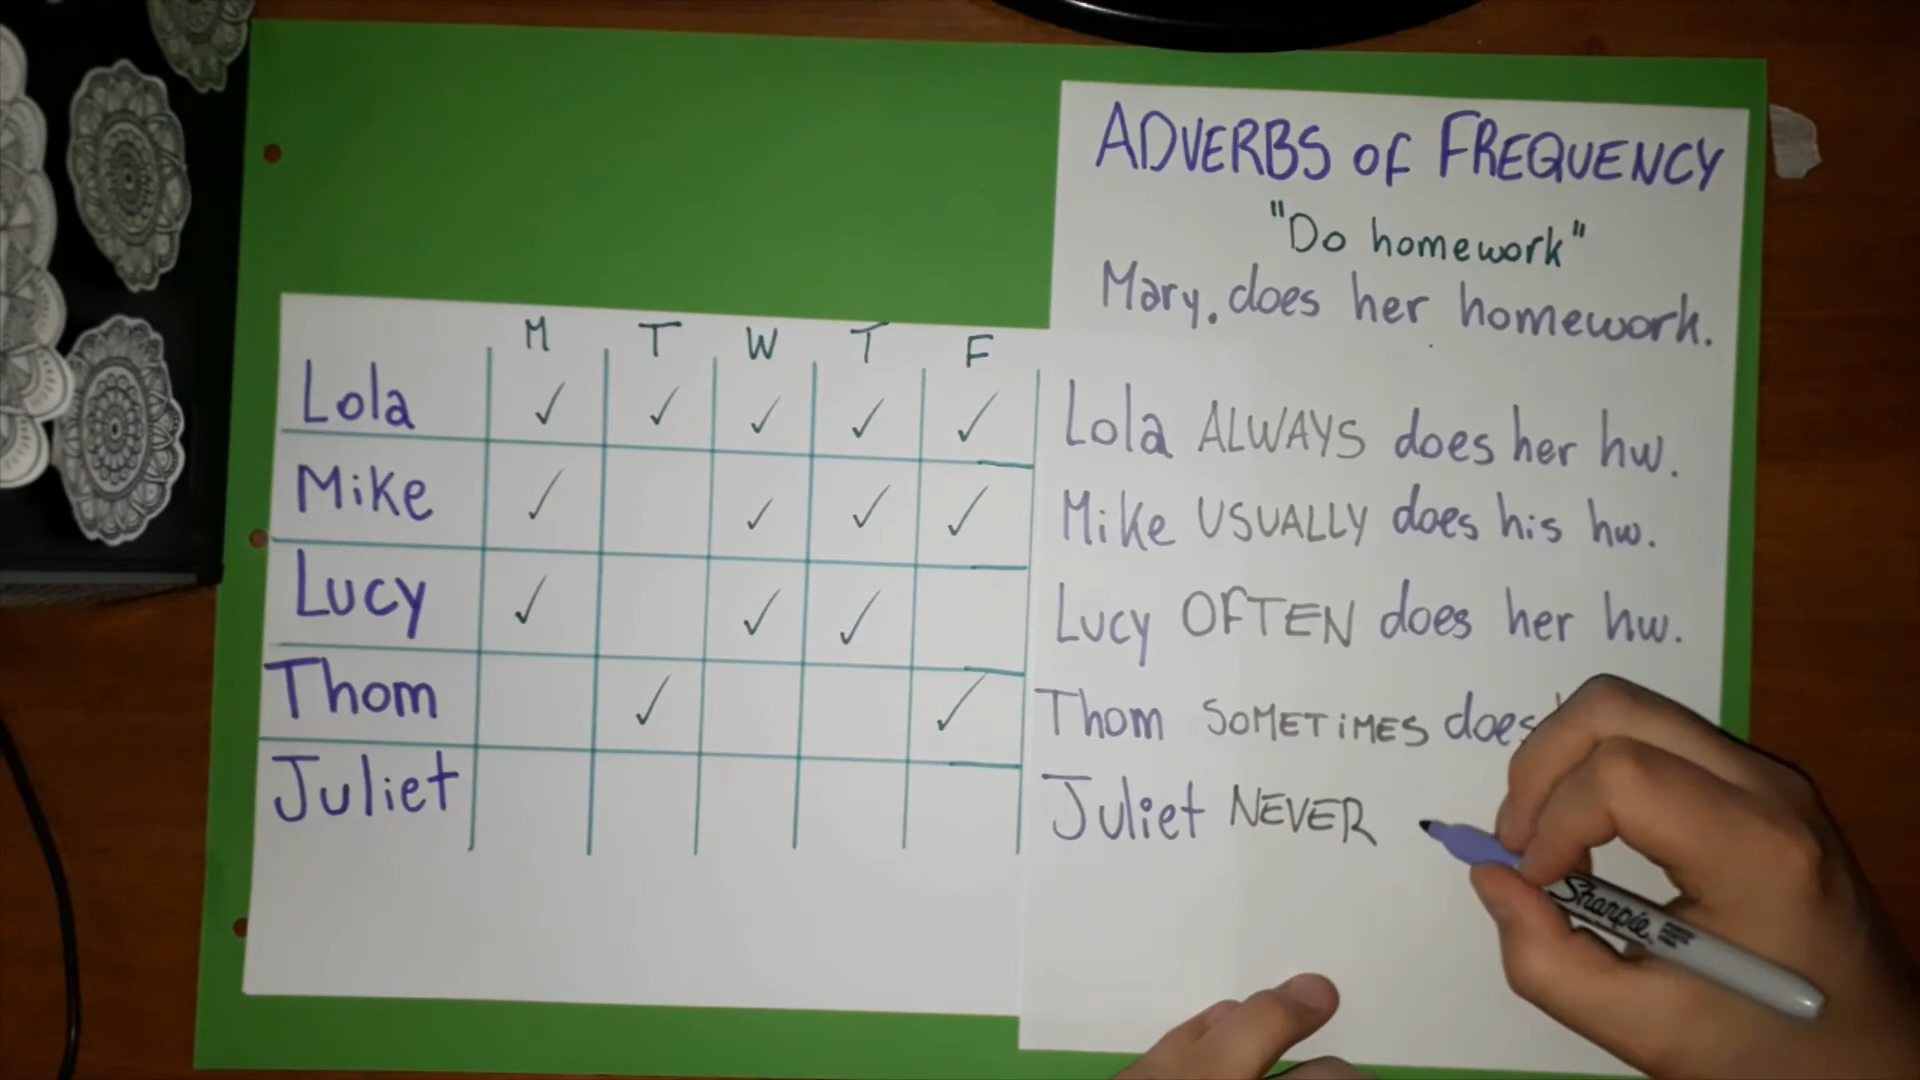 ADVERBS OF FREQUENCY
"Do homework"
Mary. does her homework.
M T W T F
Lola ✓ ✓ ✓ ✓ ✓
Mike ✓ ✓ ✓ ✓
Lucy ✓ ✓ ✓
Thom ✓ ✓
Juliet
Lola ALWAYS does her hw.
Mike USUALLY does his hw.
Lucy OFTEN does her hw.
Thom SOMETIMES does
Juliet NEVER
Sharpie